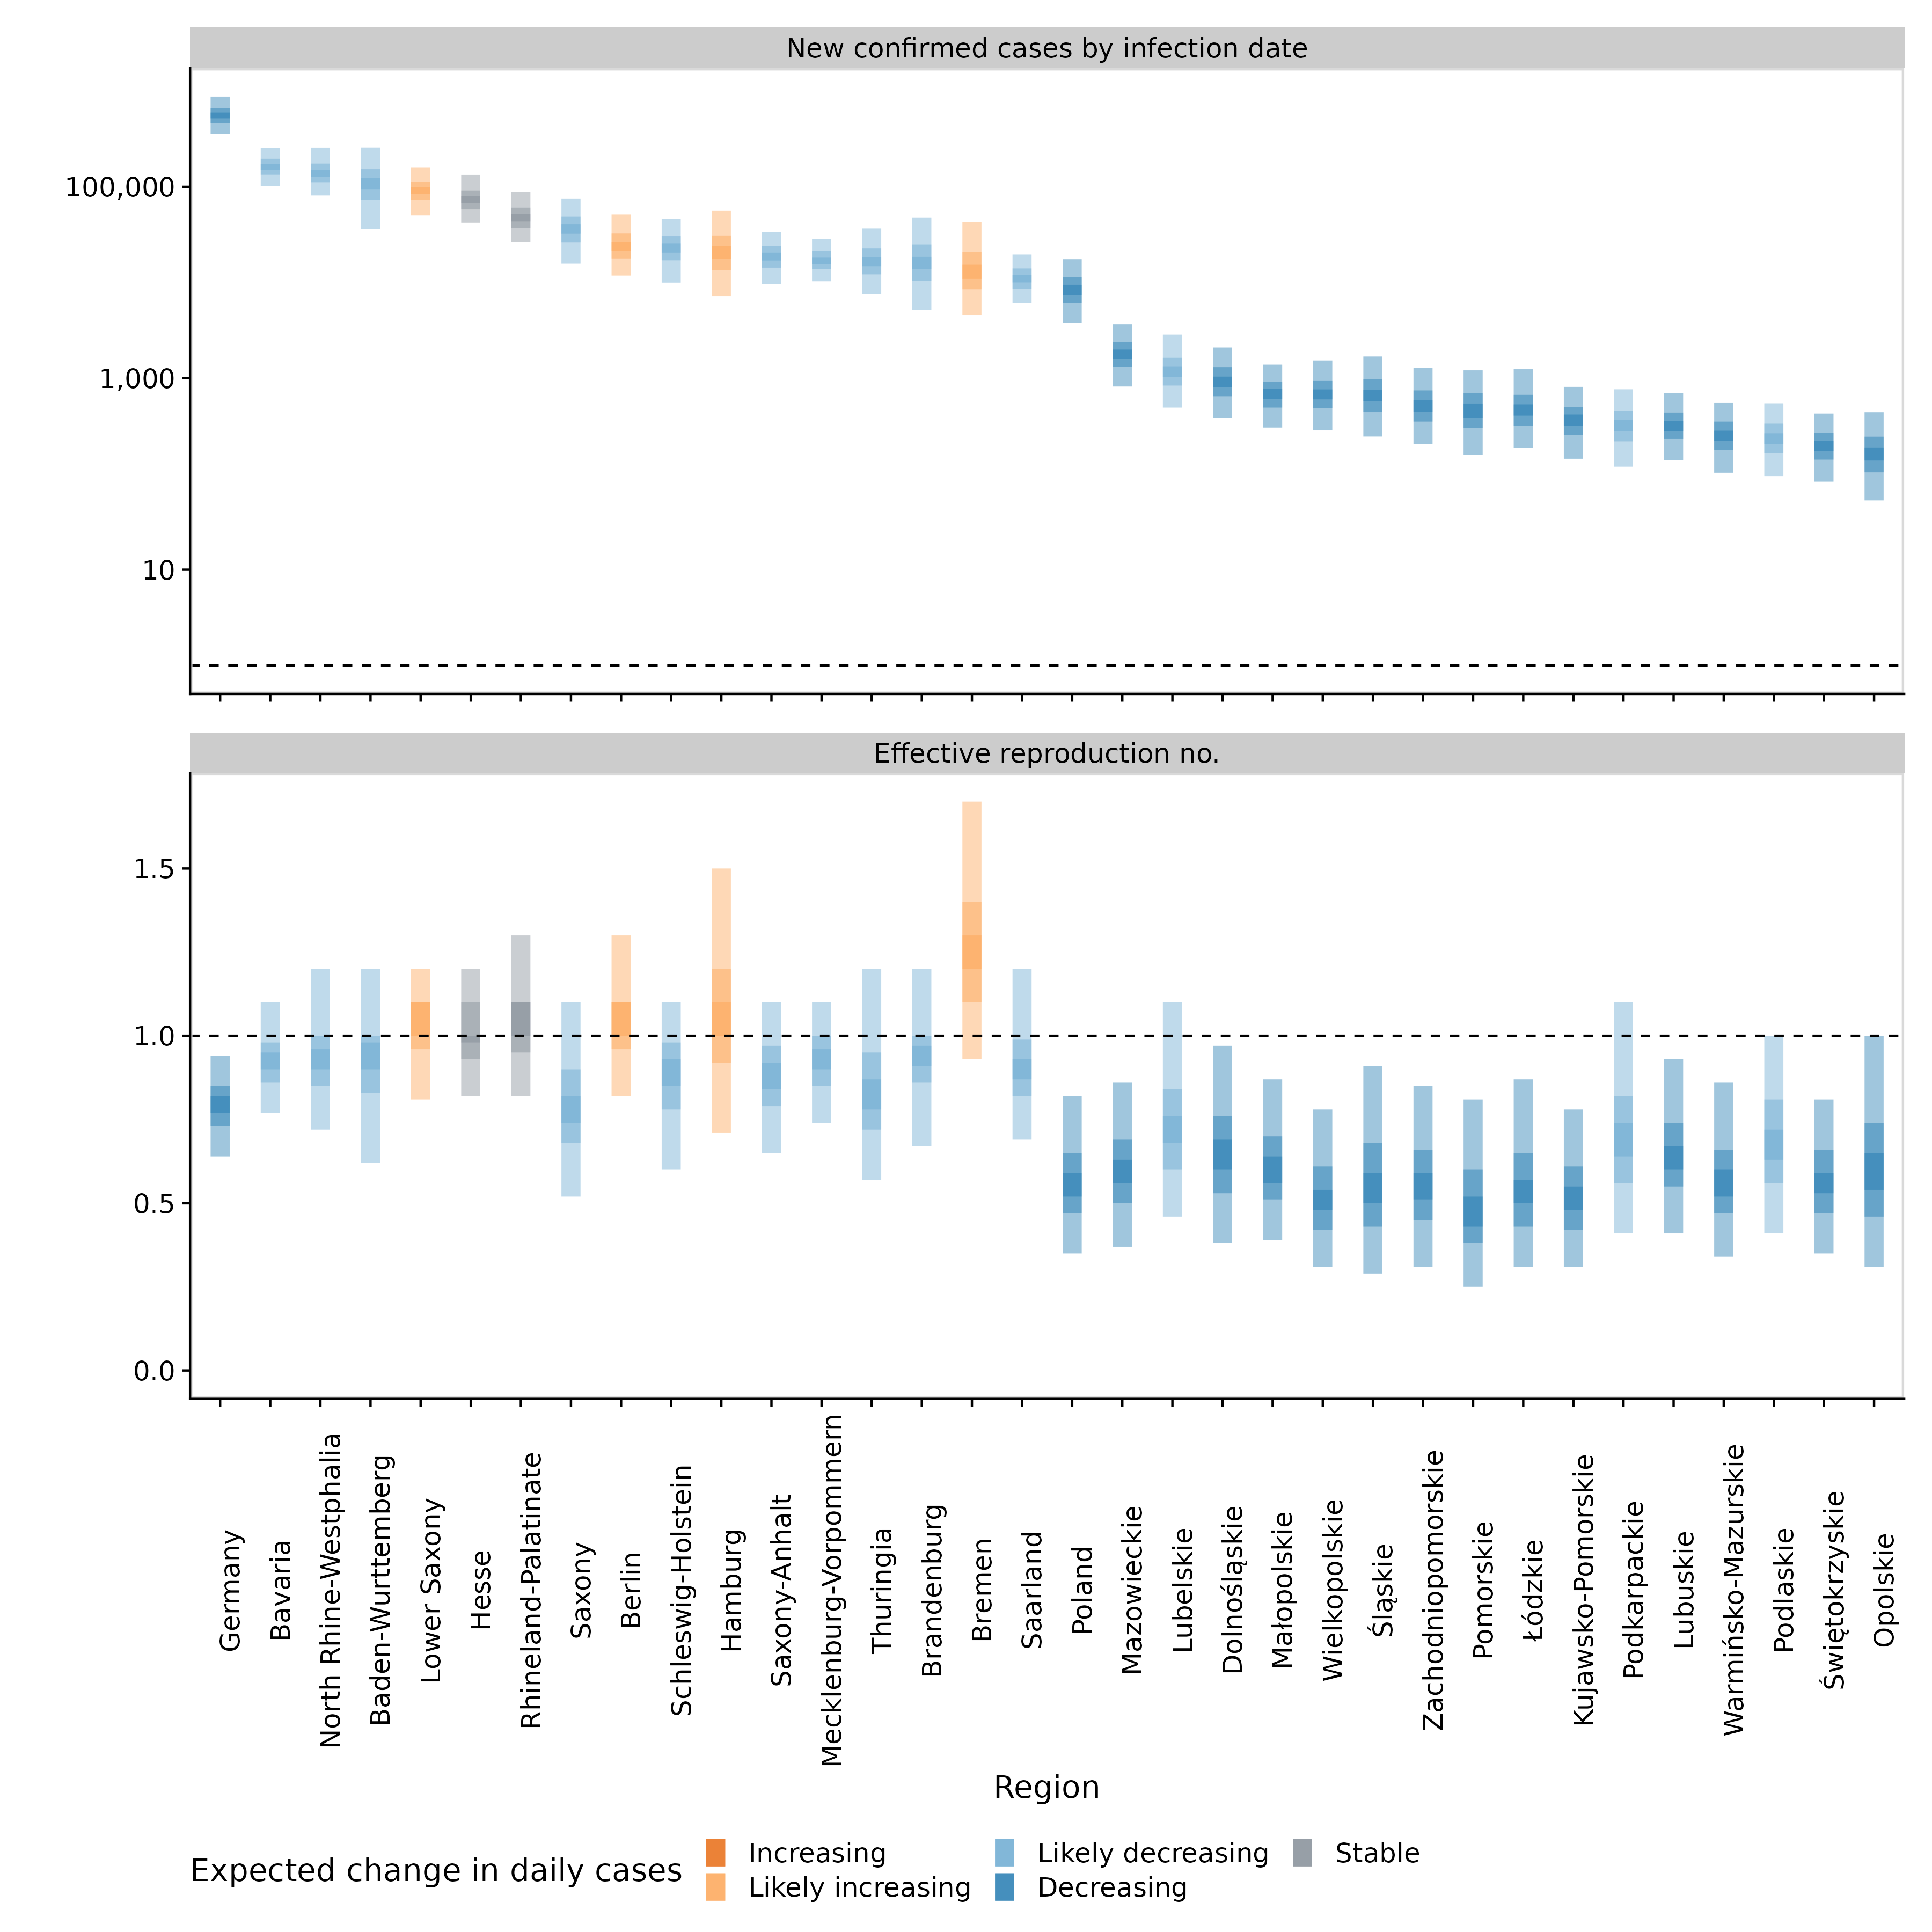 New confirmed cases by infection date
100,000
1,000
10
Effective reproduction no.
1.5
1.0
0.5
0.0
Germany
Bavaria
North Rhine-Westphalia
Baden-Wurttemberg
Lower Saxony
Hesse
Rhineland-Palatinate
Saxony
Berlin
Schleswig-Holstein
Hamburg
Saxony-Anhalt
Mecklenburg-Vorpommern
Thuringia
Brandenburg
Bremen
Saarland
Poland
Mazowieckie
Lubelskie
Dolnośląskie
Małopolskie
Wielkopolskie
Śląskie
Zachodniopomorskie
Pomorskie
Łódzkie
Kujawsko-Pomorskie
Podkarpackie
Lubuskie
Warmińsko-Mazurskie
Podlaskie
Świętokrzyskie
Opolskie
Region
Expected change in daily cases
Increasing
Likely increasing
Likely decreasing
Decreasing
Stable